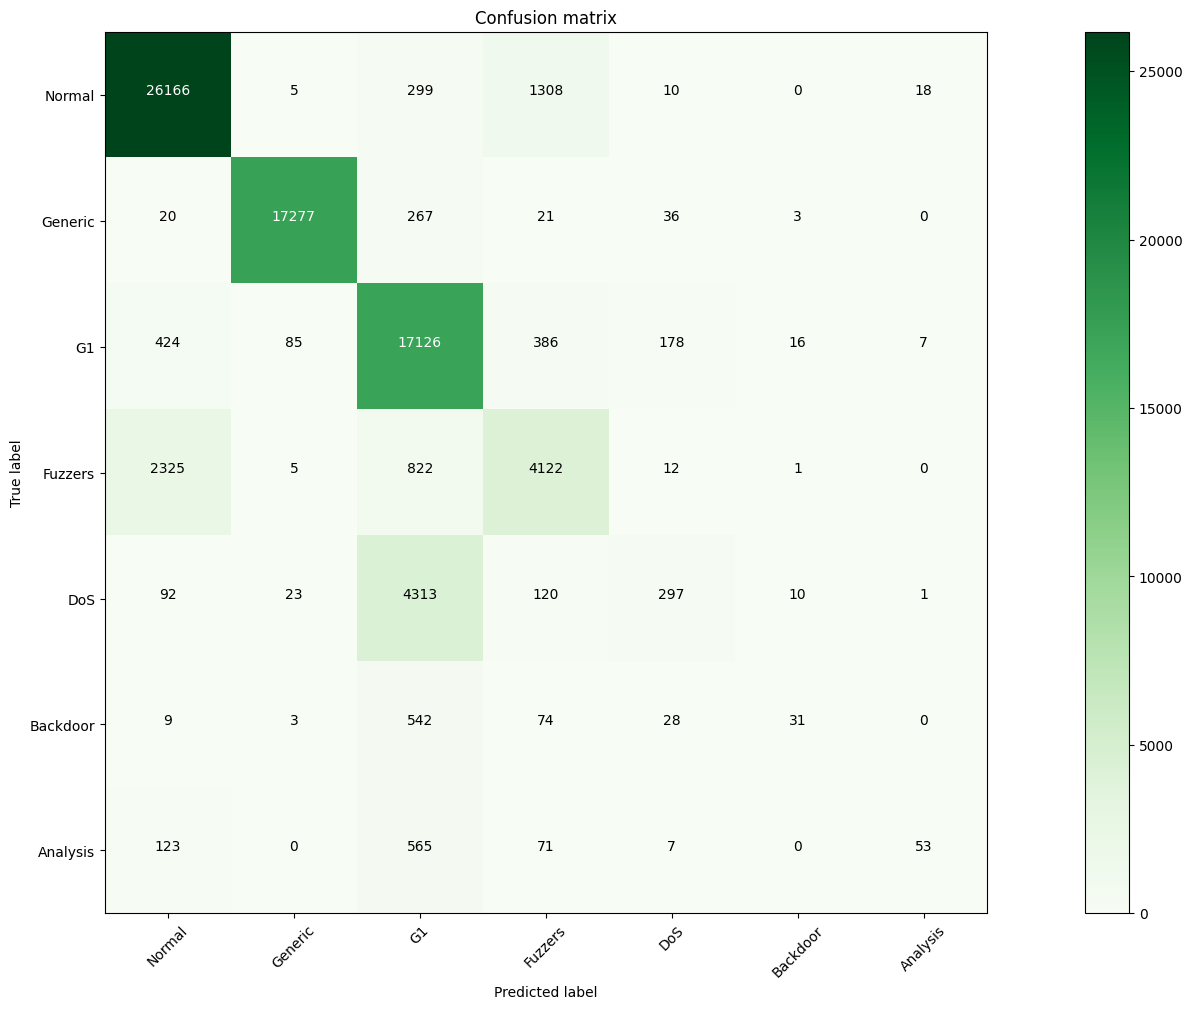 Confusion matrix
Normal 26166 5 299 1308 10 0 18
Generic 20 17277 267 21 36 3 0
G1 424 85 17126 386 178 16 7
Fuzzers 2325 5 822 4122 12 1 0
DoS 92 23 4313 120 297 10 1
Backdoor 9 3 542 74 28 31 0
Analysis 123 0 565 71 7 0 53
True label
Normal Generic G1 Fuzzers DoS Backdoor Analysis
Predicted label
25000
20000
15000
10000
5000
0